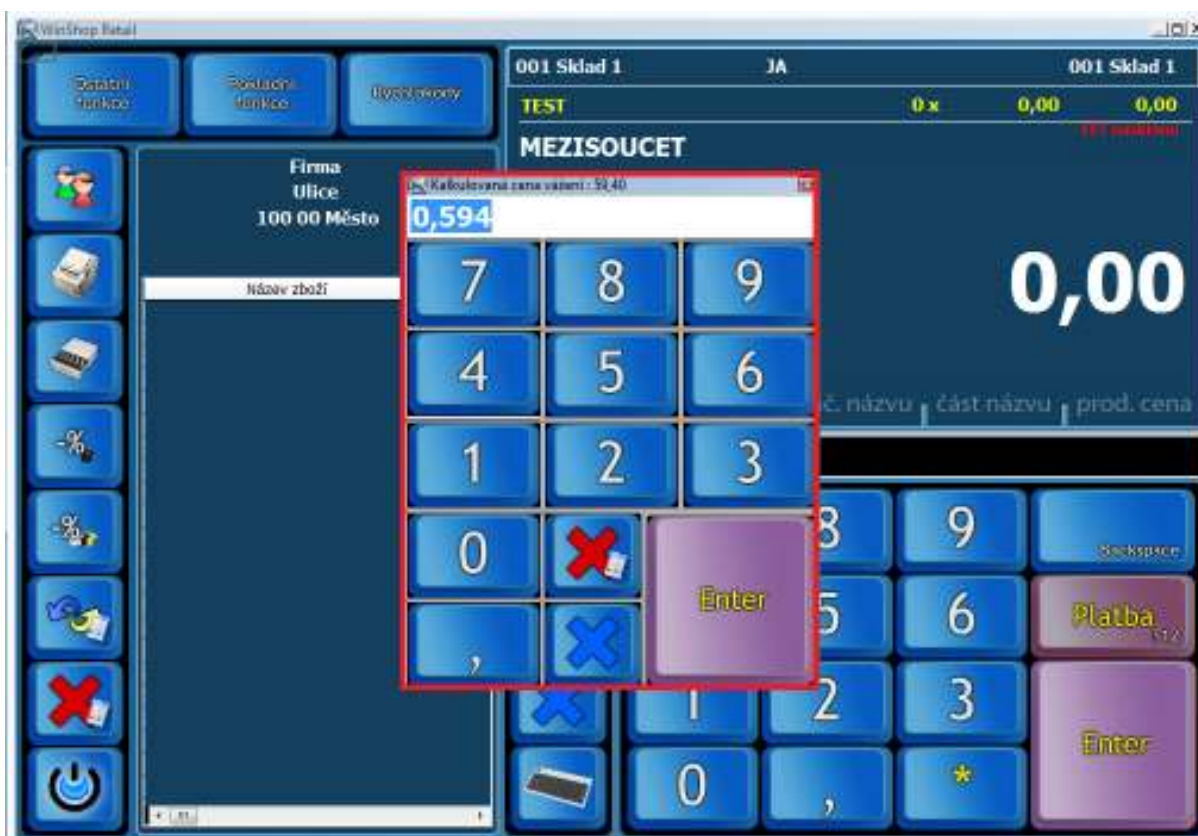 WinShop Retail
Ostatní
funkce
Pokladní
funkce
Rychlokódy
001 Sklad 1 JA 001 Sklad 1
TEST 0 x 0,00 0,00
MEZISOUCET
Firma
Ulice
100 00 Město
Kalkulovaná cena vážení : 59,40
0,594
0,00
Název zboží
7 8 9
4 5 6
1 2 3
0
,
Enter
č. názvu část názvu prod. cena
-%
-%
8 9 Backspace
5 6 Platba
F12
1 2 3
0 , *
Enter